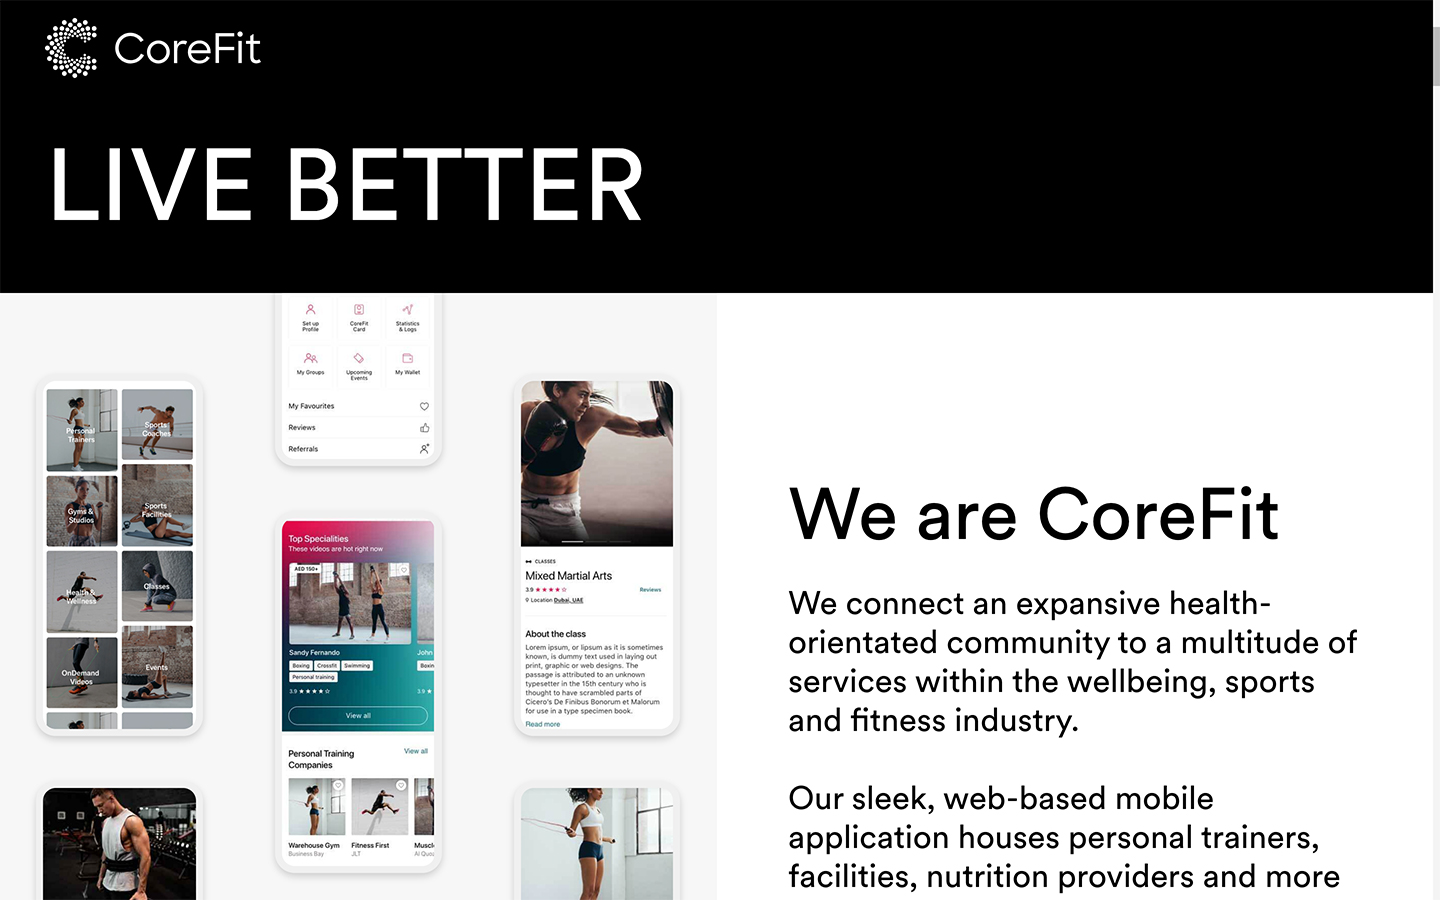 CoreFit
LIVE BETTER
Set up
Profile
CoreFit
Card
Statistics
& Logs
My Groups
Upcoming
Events
My Wallet
My Favourites
Reviews
Referrals
Personal
Trainers
Sports
Coaches
Gyms &
Studios
Sports
Facilities
Health &
Wellness
Classes
OnDemand
Videos
Events
Top Specialities
These videos are hot right now
AED 150+
Sandy Fernando
Boxing
Crossfit
Swimming
Personal training
3.9
John
Boxin
3.9
View all
Personal Training
Companies
View all
Warehouse Gym
Business Bay
Fitness First
JLT
Muscl
Al Quoz
CLASSES
Mixed Martial Arts
3.9
Reviews
Location Dubai, UAE
About the class
Lorem ipsum, or lipsum as it is sometimes
known, is dummy text used in laying out
print, graphic or web designs. The
passage is attributed to an unknown
typesetter in the 15th century who is
thought to have scrambled parts of
Cicero's De Finibus Bonorum et Malorum
for use in a type specimen book.
Read more
We are CoreFit
We connect an expansive health-
orientated community to a multitude of
services within the wellbeing, sports
and fitness industry.
Our sleek, web-based mobile
application houses personal trainers,
facilities, nutrition providers and more